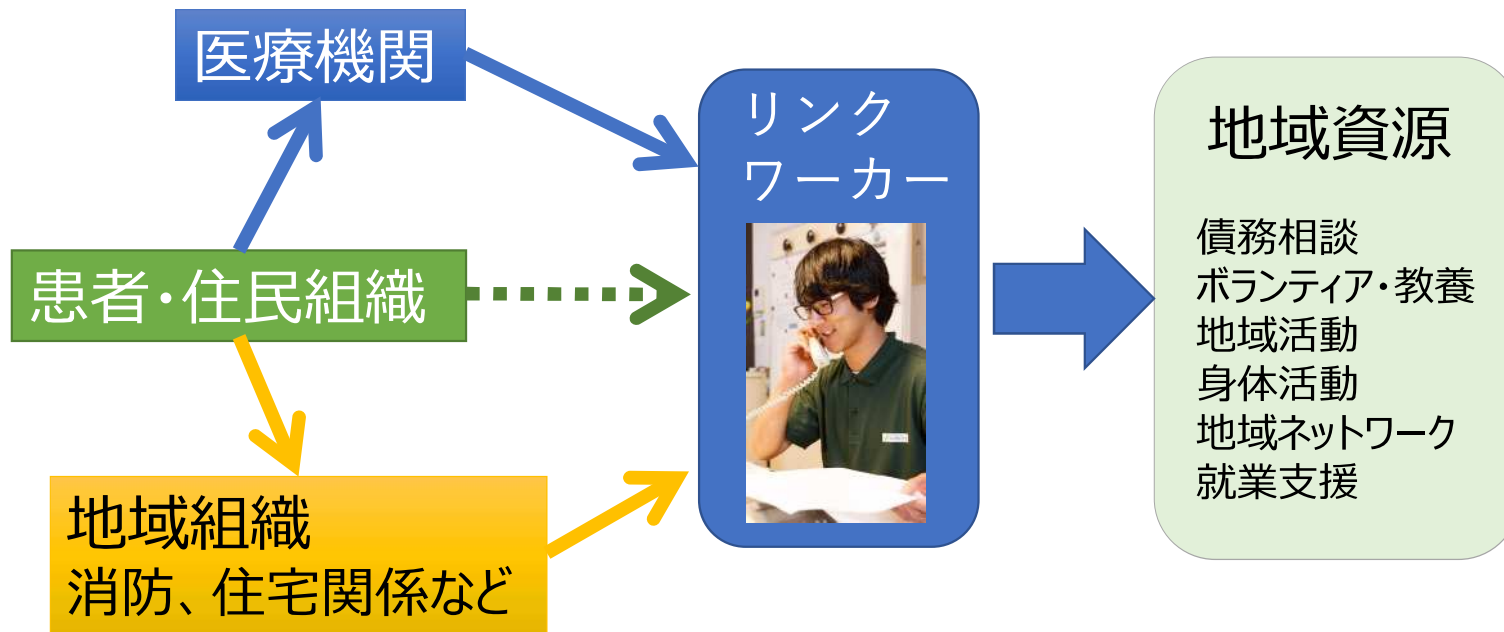 医療機関
患者・住民組織
地域組織
消防、住宅関係など
リンク
ワーカー
地域資源
債務相談
ボランティア・教養
地域活動
身体活動
地域ネットワーク
就業支援